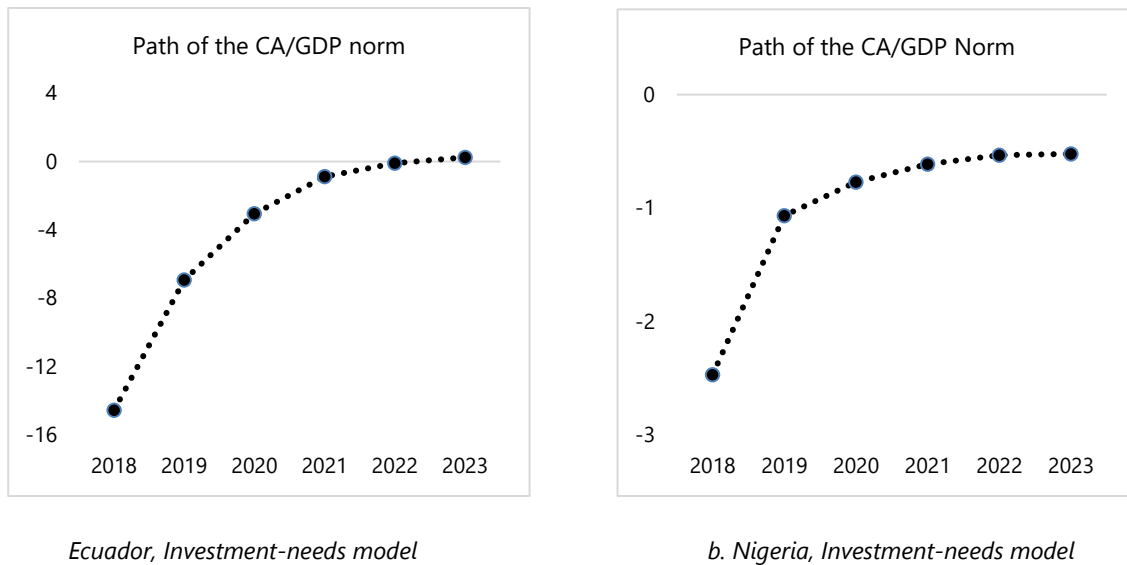 Path of the CA/GDP norm
4
0
-4
-8
-12
-16
2018 2019 2020 2021 2022 2023
Ecuador, Investment-needs model
Path of the CA/GDP Norm
0
-1
-2
-3
2018 2019 2020 2021 2022 2023
b. Nigeria, Investment-needs model